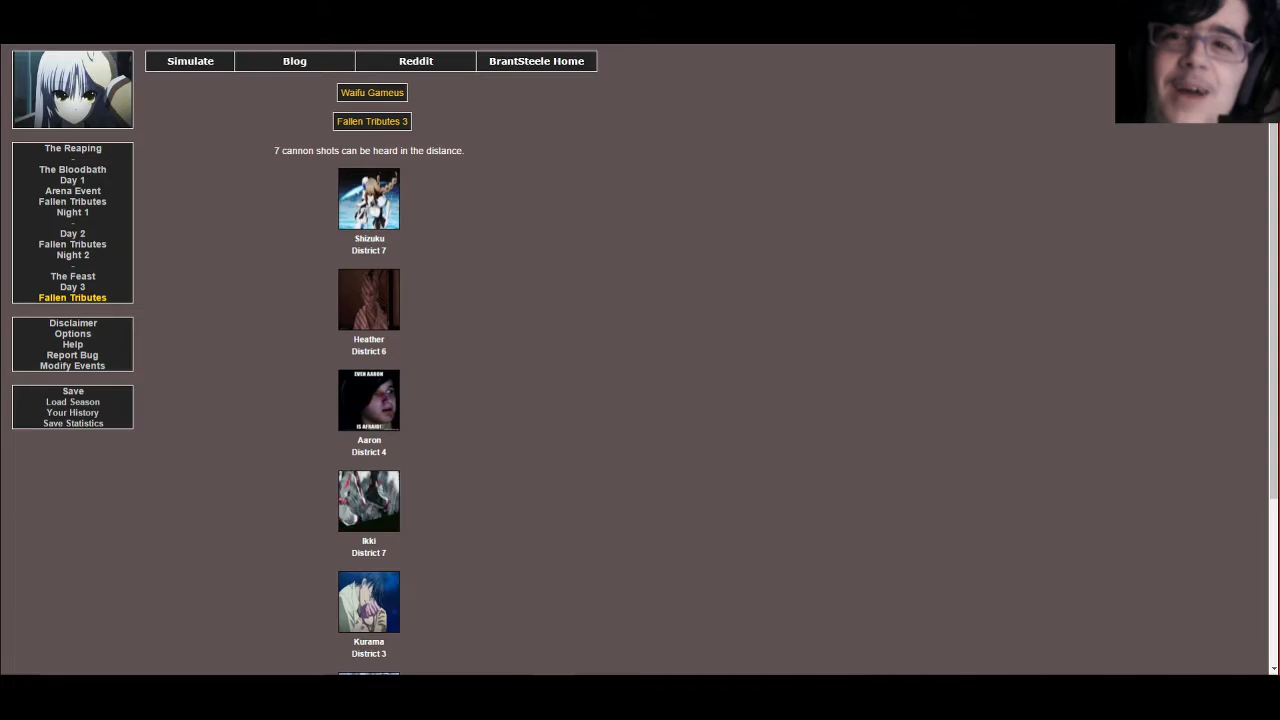 Simulate Blog Reddit BrantSteele Home
Waifu Gameus
Fallen Tributes 3
7 cannon shots can be heard in the distance.
The Reaping
-
The Bloodbath
Day 1
Arena Event
Fallen Tributes
Night 1
-
Day 2
Fallen Tributes
Night 2
-
The Feast
Day 3
Fallen Tributes
Disclaimer
Options
Help
Report Bug
Modify Events
Save
Load Season
Your History
Save Statistics
Shizuku
District 7
Heather
District 6
EVEN AARON
IS AFRAID!
Aaron
District 4
Ikki
District 7
Kurama
District 3